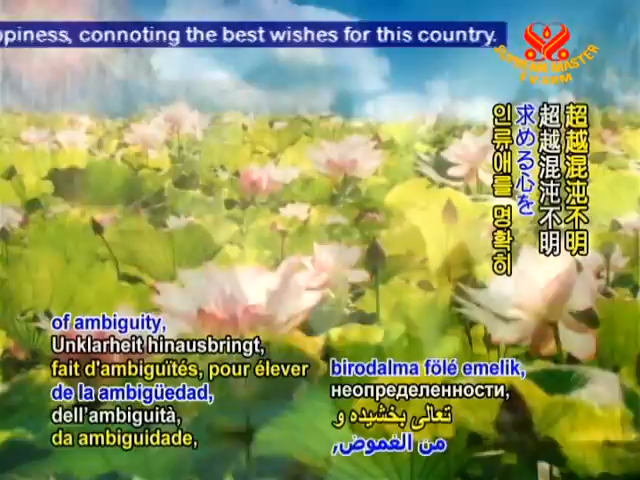 ppiness, connoting the best wishes for this country.
SUPREME MASTER
TV.COM
超越混沌不明
超越混沌不明
求める心を
인류애를 명확히
of ambiguity,
Unklarheit hinausbringt,
fait d'ambiguïtés, pour élever
de la ambigüedad,
dell'ambiguità,
da ambiguidade,
birodalma fölé emelik,
неопределенности,
تعالی بخشیده و
من الغموض,